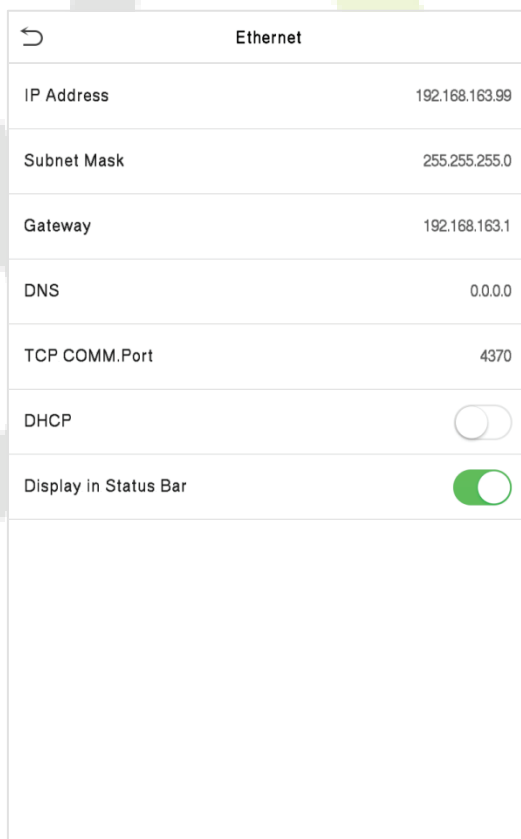 Ethernet
IP Address 192.168.163.99
Subnet Mask 255.255.255.0
Gateway 192.168.163.1
DNS 0.0.0.0
TCP COMM.Port 4370
DHCP
Display in Status Bar